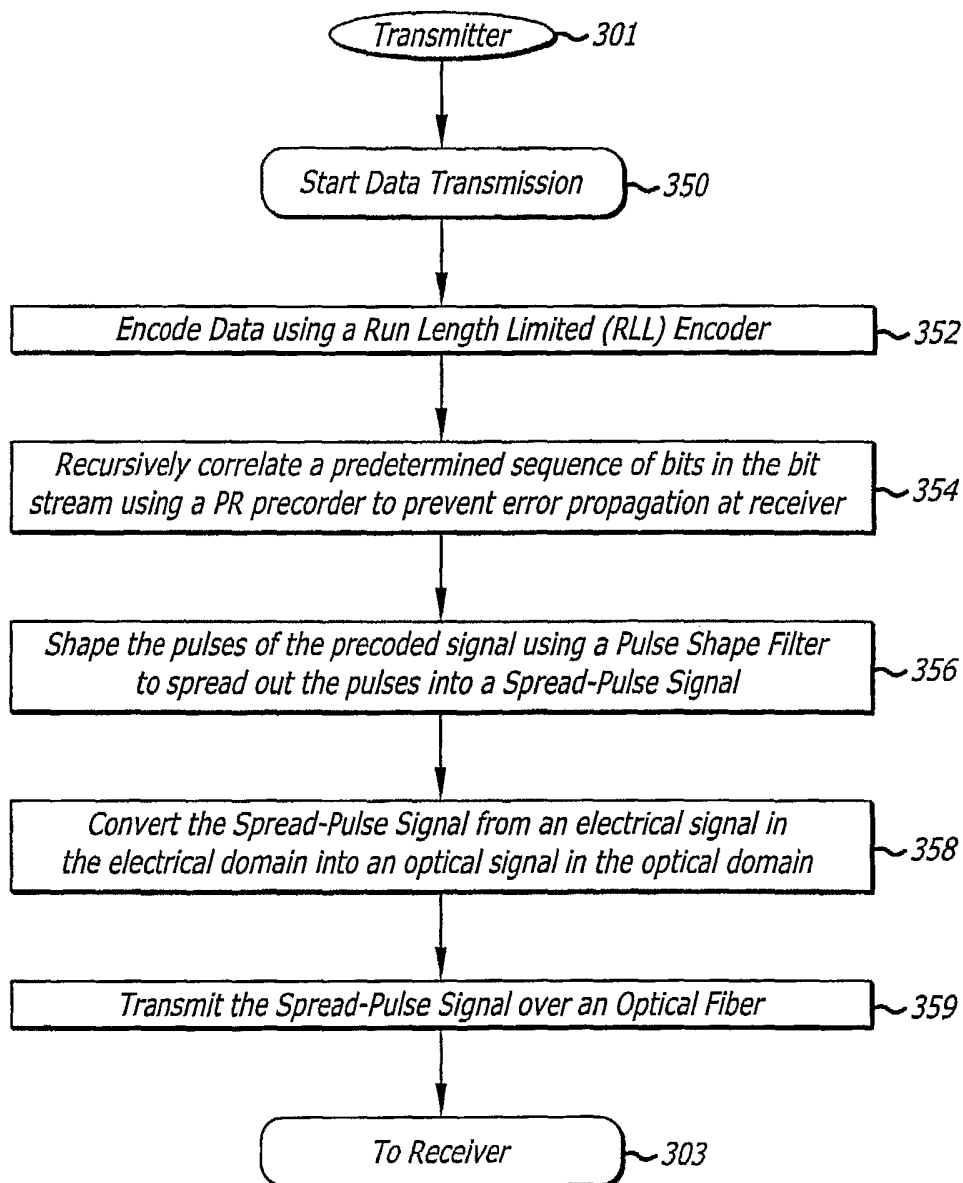 Transmitter 301
Start Data Transmission 350
Encode Data using a Run Length Limited (RLL) Encoder 352
Recursively correlate a predetermined sequence of bits in the bit
stream using a PR precorder to prevent error propagation at receiver 354
Shape the pulses of the precoded signal using a Pulse Shape Filter
to spread out the pulses into a Spread-Pulse Signal 356
Convert the Spread-Pulse Signal from an electrical signal in
the electrical domain into an optical signal in the optical domain 358
Transmit the Spread-Pulse Signal over an Optical Fiber 359
To Receiver 303